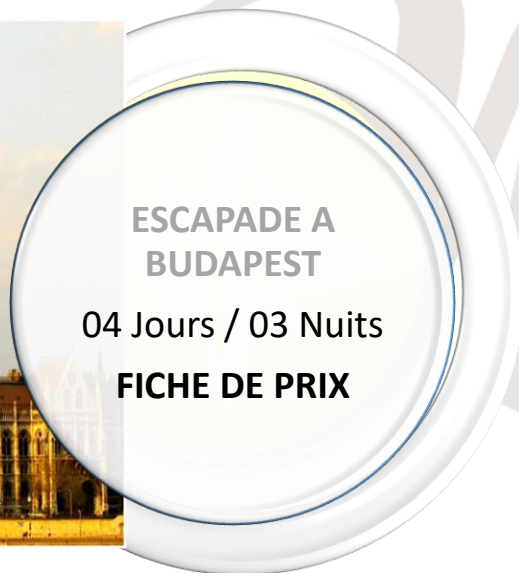 ESCAPADE A
BUDAPEST
04 Jours / 03 Nuits
FICHE DE PRIX